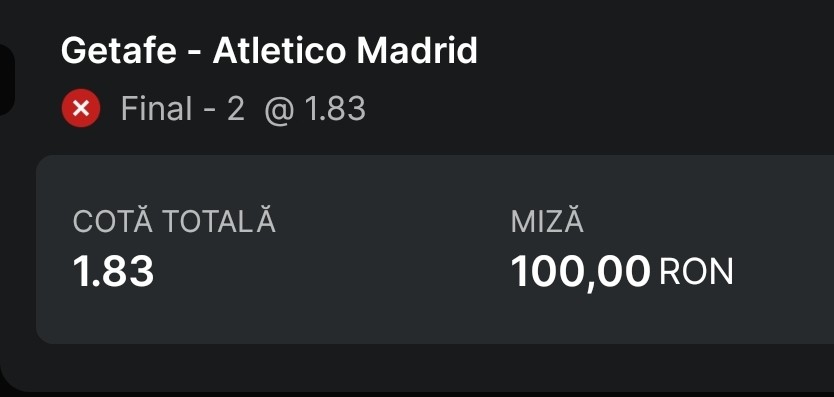 Getafe - Atletico Madrid
Final - 2 @ 1.83
COTĂ TOTALĂ MIZĂ
1.83 100,00 RON